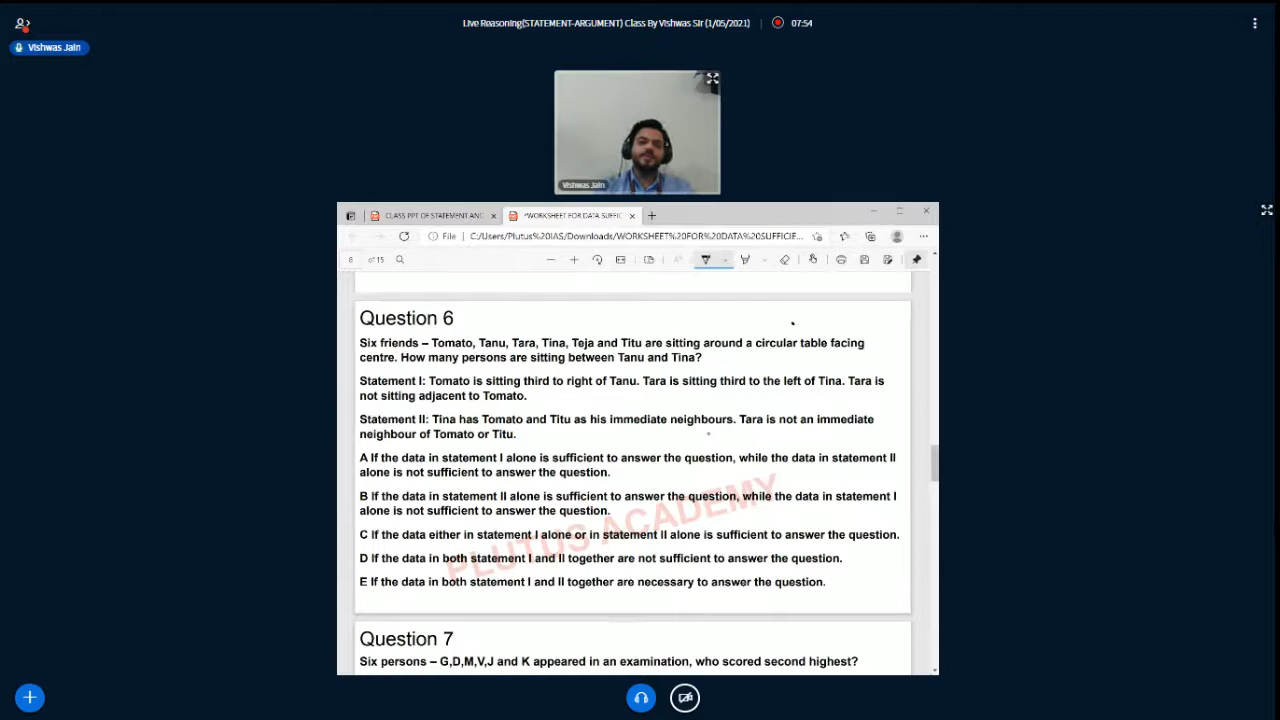 Live Reasoning(STATEMENT-ARGUMENT) Class By Vishwas Sir (1/05/2021)
07:54
Vishwas Jain
Vishwas Jain
CLASS PPT OF STATEMENT ANC
*WORKSHEET FOR DATA SUFFIC
File
C:/Users/Plutus%20IAS/Downloads/WORKSHEET%20FOR%20DATA%20SUFFICIE...
8 of 15
Question 6
Six friends – Tomato, Tanu, Tara, Tina, Teja and Titu are sitting around a circular table facing
centre. How many persons are sitting between Tanu and Tina?
Statement I: Tomato is sitting third to right of Tanu. Tara is sitting third to the left of Tina. Tara is
not sitting adjacent to Tomato.
Statement II: Tina has Tomato and Titu as his immediate neighbours. Tara is not an immediate
neighbour of Tomato or Titu.
A If the data in statement I alone is sufficient to answer the question, while the data in statement II
alone is not sufficient to answer the question.
B If the data in statement II alone is sufficient to answer the question, while the data in statement I
alone is not sufficient to answer the question.
C If the data either in statement I alone or in statement II alone is sufficient to answer the question.
D If the data in both statement I and II together are not sufficient to answer the question.
E If the data in both statement I and II together are necessary to answer the question.
PLUTUS ACADEMY
Question 7
Six persons – G,D,M,V,J and K appeared in an examination, who scored second highest?